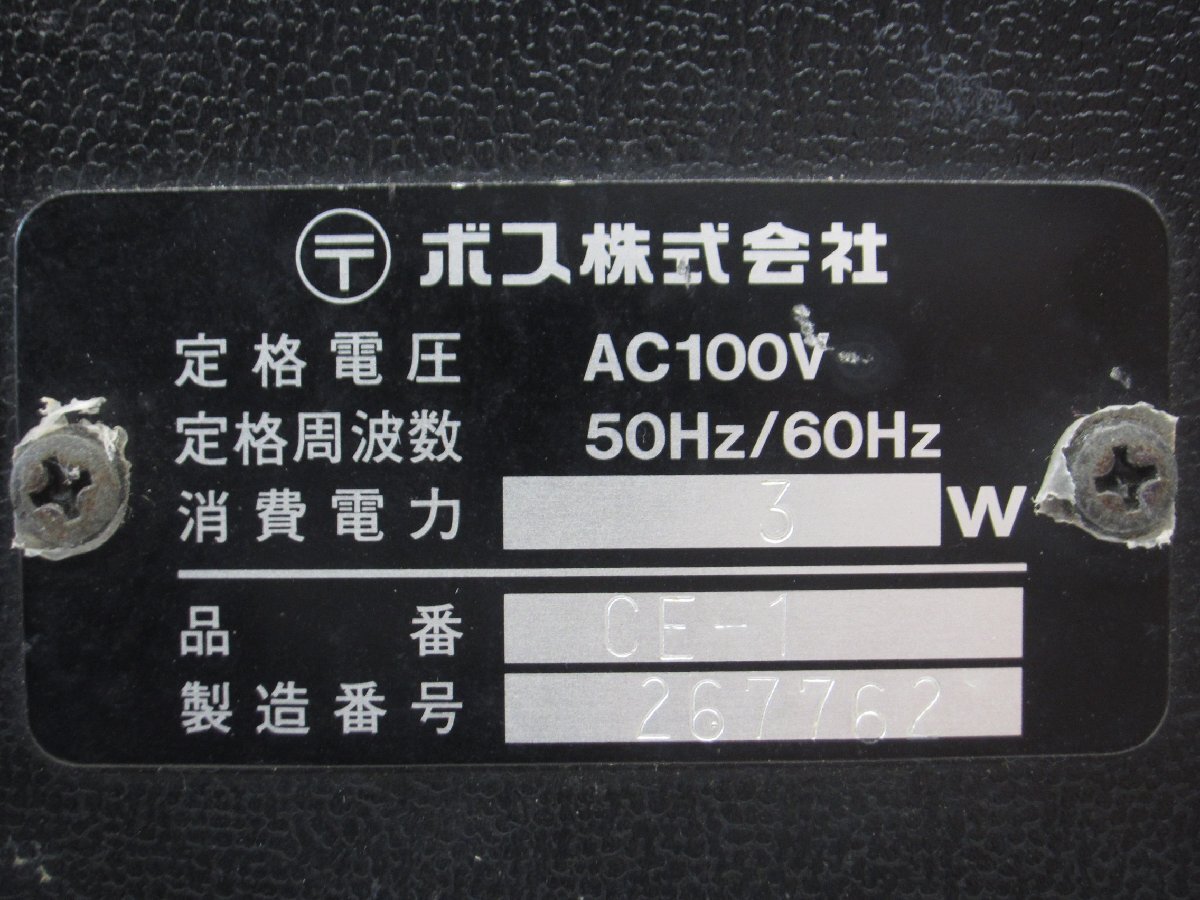 〒 ボス株式会社
定格電圧 AC100V
定格周波数 50Hz/60Hz
消費電力 3 W
品番 CE-1
製造番号 267762